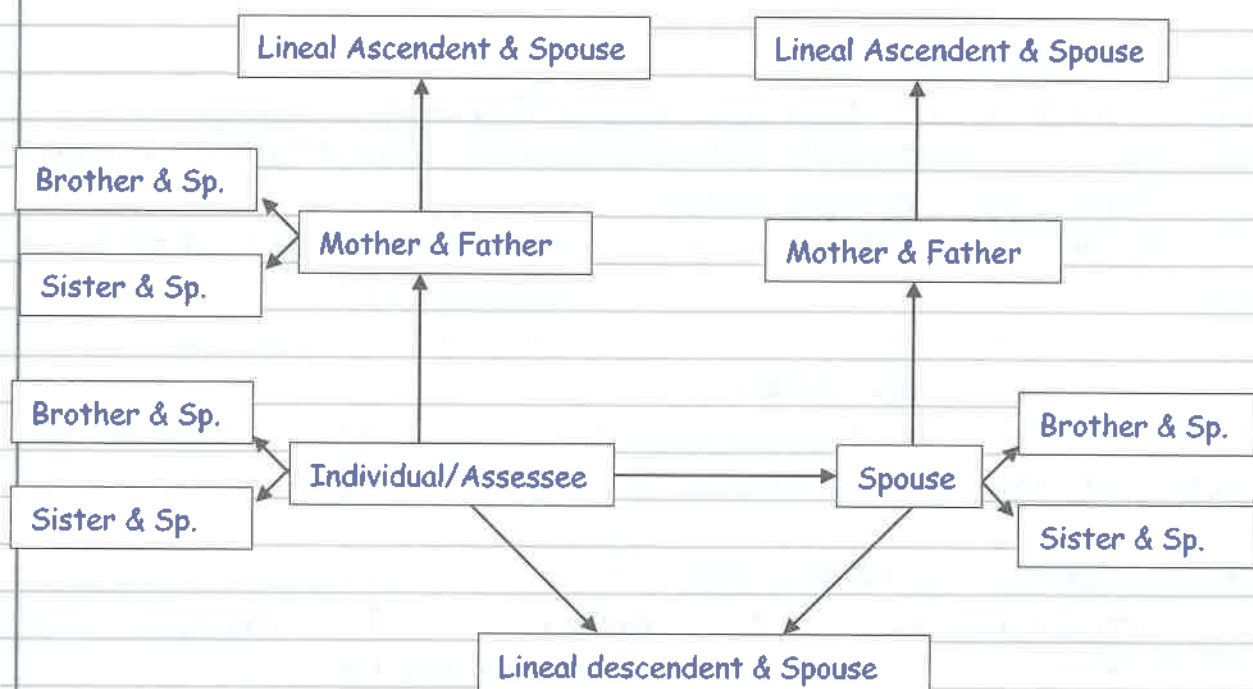 Lineal Ascendent & Spouse
Lineal Ascendent & Spouse
Brother & Sp.
Mother & Father
Mother & Father
Sister & Sp.
Brother & Sp.
Brother & Sp.
Individual/Assessee
Spouse
Sister & Sp.
Sister & Sp.
Lineal descendent & Spouse